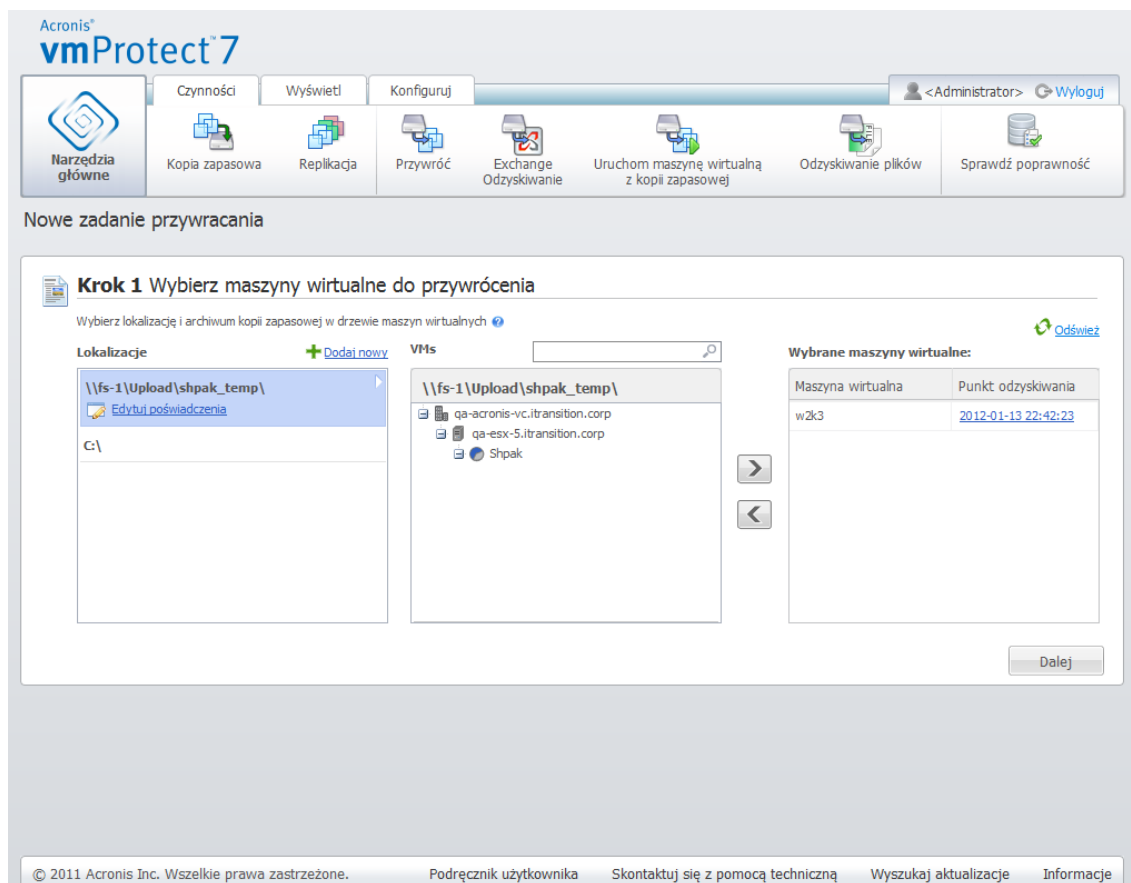 Acronis®
vmProtect™7
Czynności
Wyświetl
Konfiguruj
<Administrator>
Wyloguj
Narzędzia
główne
Kopia zapasowa
Replikacja
Przywróć
Exchange
Odzyskiwanie
Uruchom maszynę wirtualną
z kopii zapasowej
Odzyskiwanie plików
Sprawdź poprawność
Nowe zadanie przywracania
Krok 1 Wybierz maszyny wirtualne do przywrócenia
Wybierz lokalizację i archiwum kopii zapasowej w drzewie maszyn wirtualnych
Odśwież
Lokalizacje
Dodaj nowy
VMs
Wybrane maszyny wirtualne:
\\fs-1\Upload\shpak_temp\
Edytuj poświadczenia
C:\
\\fs-1\Upload\shpak_temp\
qa-acronis-vc.itransition.corp
qa-esx-5.itransition.corp
Shpak
Maszyna wirtualna
Punkt odzyskiwania
w2k3
2012-01-13 22:42:23
Dalej
© 2011 Acronis Inc. Wszelkie prawa zastrzeżone.
Podręcznik użytkownika
Skontaktuj się z pomocą techniczną
Wyszukaj aktualizacje
Informacje